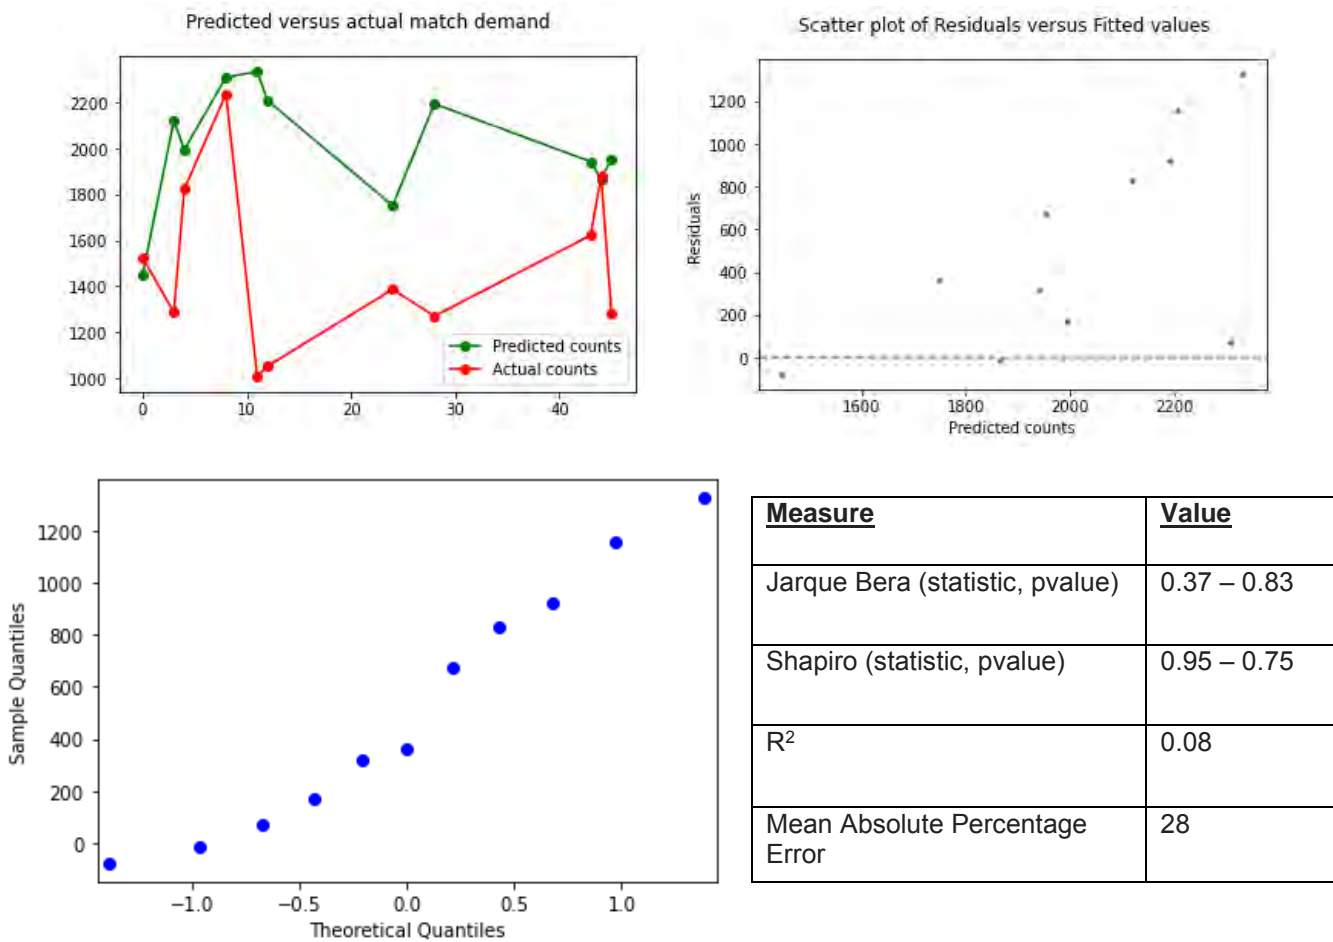 Predicted versus actual match demand
2200
2000
1800
1600
1400
1200
1000
0
10
20
30
40
Predicted counts
Actual counts
Scatter plot of Residuals versus Fitted values
Residuals
1200
1000
800
600
400
200
0
1600
1800
2000
2200
Predicted counts
Sample Quantiles
1200
1000
800
600
400
200
0
−1.0
−0.5
0.0
0.5
1.0
Theoretical Quantiles
Measure Value
Jarque Bera (statistic, pvalue) 0.37 – 0.83
Shapiro (statistic, pvalue) 0.95 – 0.75
R² 0.08
Mean Absolute Percentage 28
Error